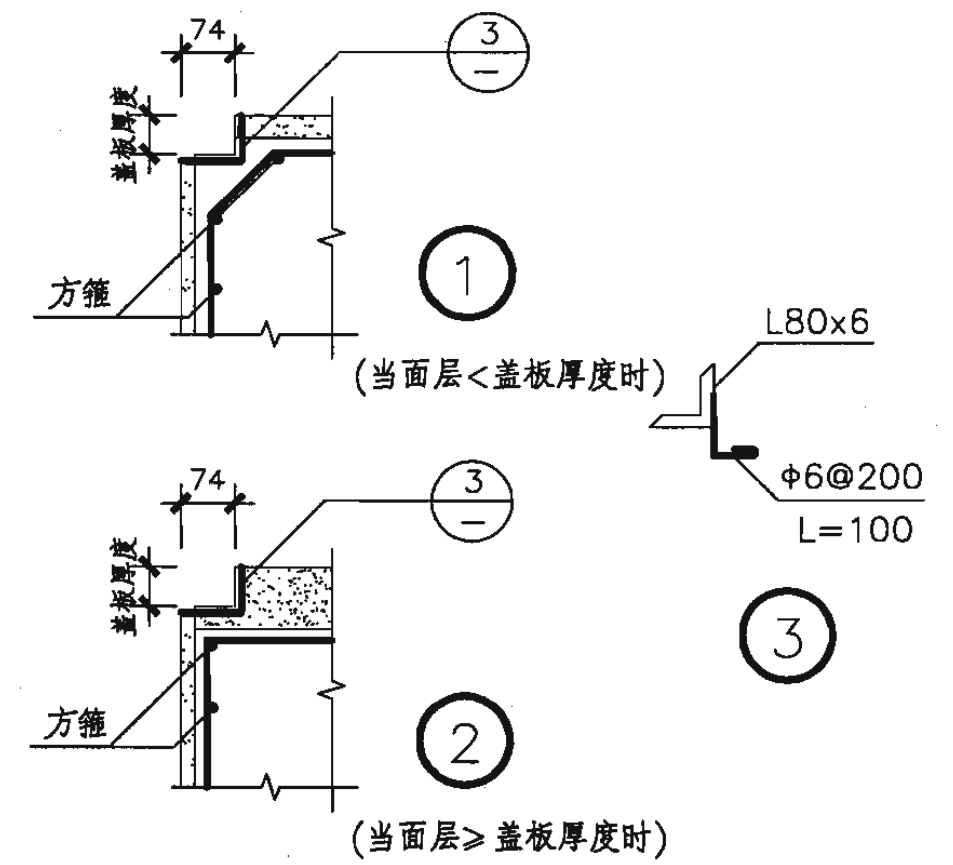 74
3
—
盖板厚度
方箍
1
(当面层<盖板厚度时)
L80x6
ф6@200
L=100
3
74
3
—
盖板厚度
方箍
2
(当面层≥盖板厚度时)